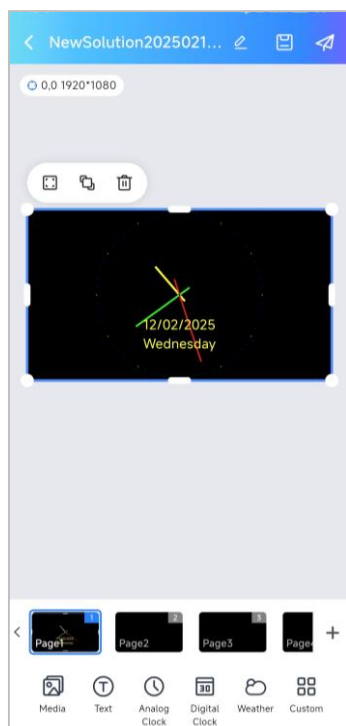 NewSolution2025021...
0,0 1920*1080
12/02/2025
Wednesday
1
2
3
Page1
Page2
Page3
Page
Media
Text
Analog Clock
30
Digital Clock
Weather
Custom